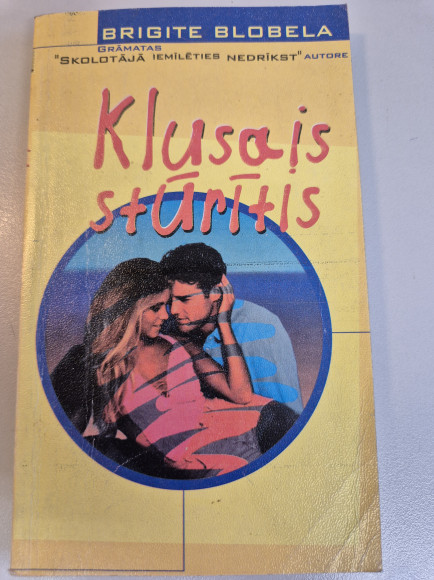 BRIGITE BLOBELA
GRĀMATAS
"SKOLOTĀJĀ IEMĪLĒTIES NEDRĪKST" AUTORE
Klusais
stūrītis